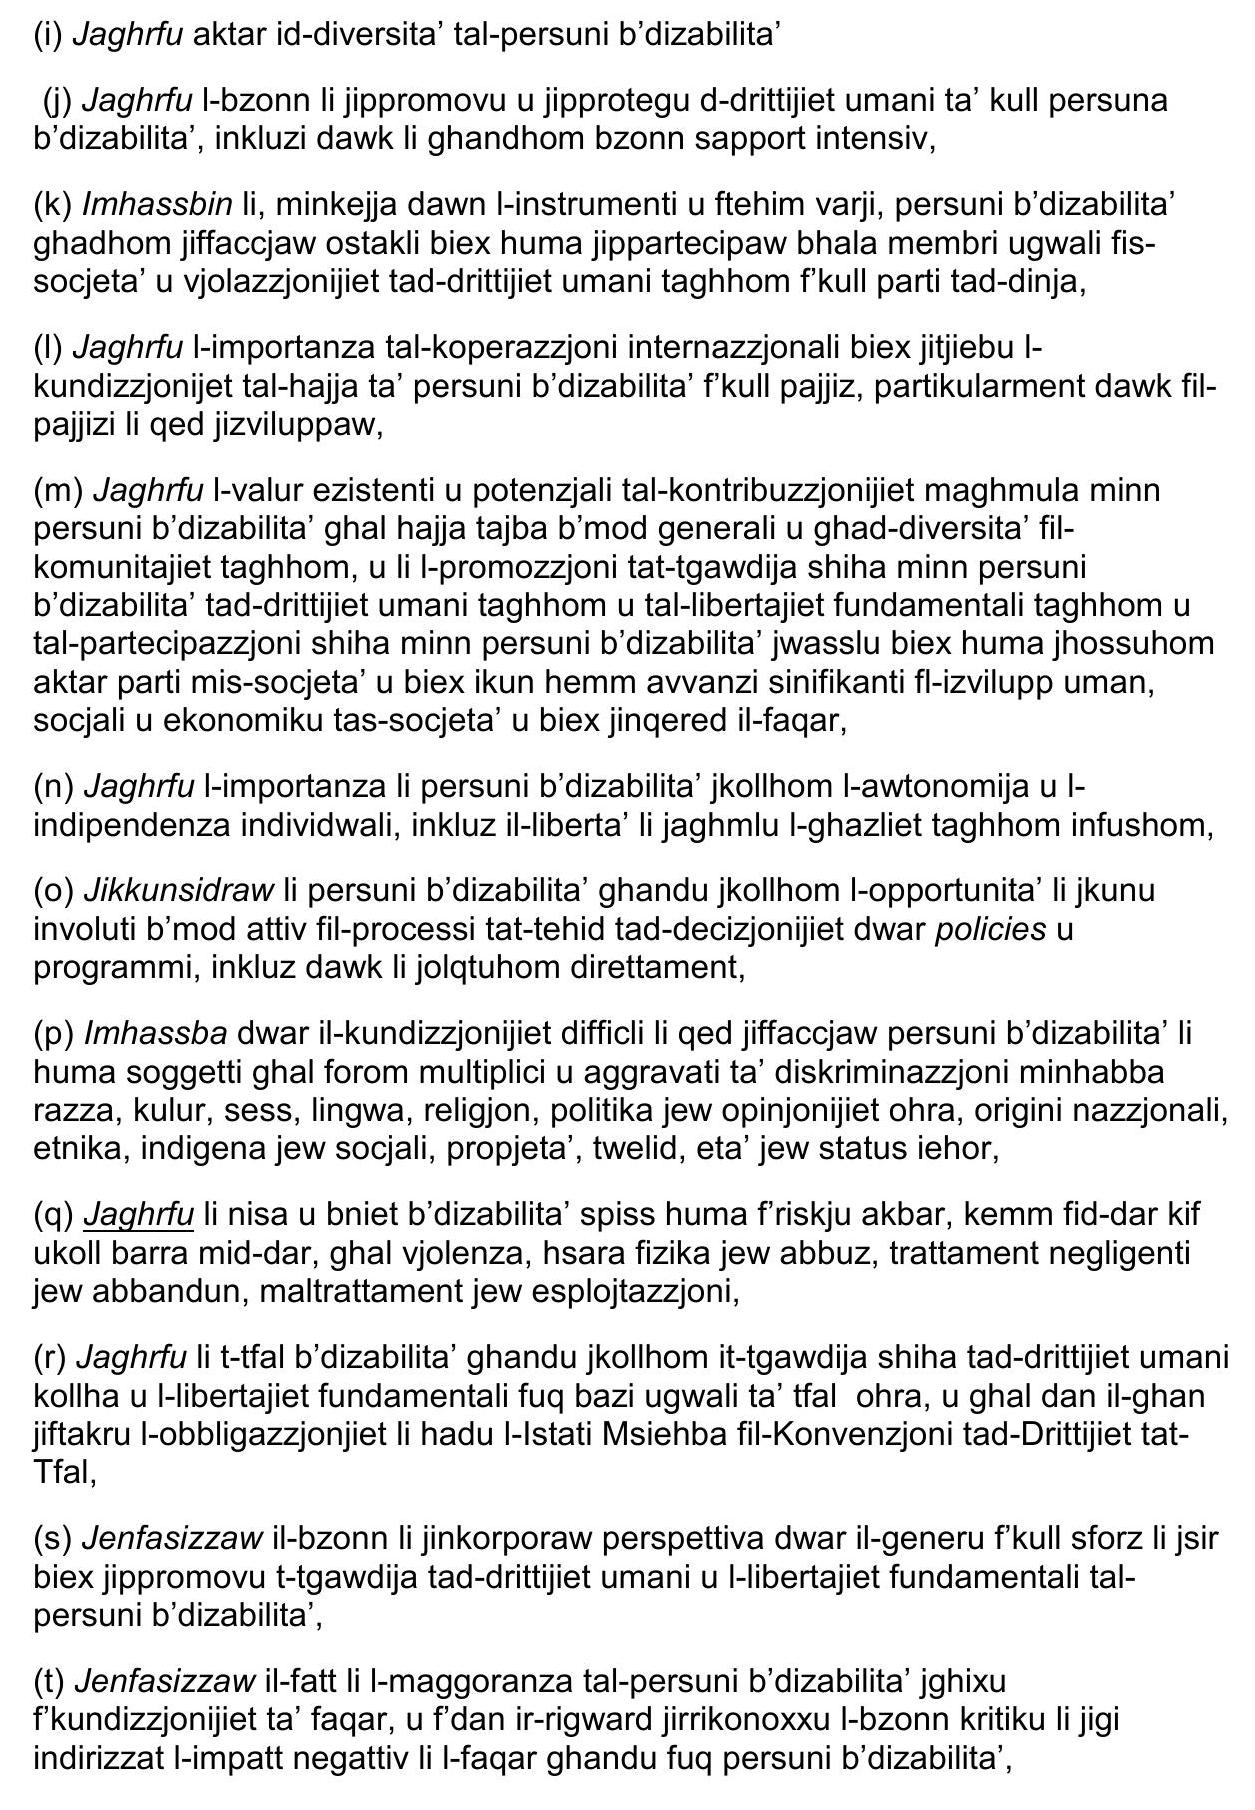 (i) Jaghrfu aktar id-diversita’ tal-persuni b’dizabilita’
(j) Jaghrfu l-bzonn li jippromovu u jipprotegu d-drittijiet umani ta’ kull persuna
b’dizabilita’, inkluzi dawk li ghandhom bzonn sapport intensiv,
(k) Imhassbin li, minkejja dawn l-instrumenti u ftehim varji, persuni b’dizabilita’
ghadhom jiffaccjaw ostakli biex huma jippartecipaw bhala membri ugwali fis-
socjeta’ u vjolazzjonijiet tad-drittijiet umani taghhom f’kull parti tad-dinja,
(l) Jaghrfu l-importanza tal-koperazzjoni internazzjonali biex jitjiebu l-
kundizzjonijet tal-hajja ta’ persuni b’dizabilita’ f’kull pajjiz, partikularment dawk fil-
pajjizi li qed jizviluppaw,
(m) Jaghrfu l-valur ezistenti u potenzjali tal-kontribuzzjonijiet maghmula minn
persuni b’dizabilita’ ghal hajja tajba b’mod generali u ghad-diversita’ fil-
komunitajiet taghhom, u li l-promozzjoni tat-tgawdija shiha minn persuni
b’dizabilita’ tad-drittijiet umani taghhom u tal-libertajiet fundamentali taghhom u
tal-partecipazzjoni shiha minn persuni b’dizabilita’ jwasslu biex huma jhossuhom
aktar parti mis-socjeta’ u biex ikun hemm avvanzi sinifikanti fl-izvilupp uman,
socjali u ekonomiku tas-socjeta’ u biex jinqered il-faqar,
(n) Jaghrfu l-importanza li persuni b’dizabilita’ jkollhom l-awtonomija u l-
indipendenza individwali, inkluz il-liberta’ li jaghmlu l-ghazliet taghhom infushom,
(o) Jikkunsidraw li persuni b’dizabilita’ ghandu jkollhom l-opportunita’ li jkunu
involuti b’mod attiv fil-processi tat-tehid tad-decizjonijiet dwar policies u
programmi, inkluz dawk li jolqtuhom direttament,
(p) Imhassba dwar il-kundizzjonijiet difficli li qed jiffaccjaw persuni b’dizabilita’ li
huma soggetti ghal forom multiplici u aggravati ta’ diskriminazzjoni minhabba
razza, kulur, sess, lingwa, religjon, politika jew opinjonijiet ohra, origini nazzjonali,
etnika, indigena jew socjali, propjeta’, twelid, eta’ jew status iehor,
(q) Jaghrfu li nisa u bniet b’dizabilita’ spiss huma f’riskju akbar, kemm fid-dar kif
ukoll barra mid-dar, ghal vjolenza, hsara fizika jew abbuz, trattament negligenti
jew abbandun, maltrattament jew esplojtazzjoni,
(r) Jaghrfu li t-tfal b’dizabilita’ ghandu jkollhom it-tgawdija shiha tad-drittijiet umani
kollha u l-libertajiet fundamentali fuq bazi ugwali ta’ tfal  ohra, u ghal dan il-ghan
jiftakru l-obbligazzjonjiet li hadu l-Istati Msiehba fil-Konvenzjoni tad-Drittijiet tat-
Tfal,
(s) Jenfasizzaw il-bzonn li jinkorporaw perspettiva dwar il-generu f’kull sforz li jsir
biex jippromovu t-tgawdija tad-drittijiet umani u l-libertajiet fundamentali tal-
persuni b’dizabilita’,
(t) Jenfasizzaw il-fatt li l-maggoranza tal-persuni b’dizabilita’ jghixu
f’kundizzjonijiet ta’ faqar, u f’dan ir-rigward jirrikonoxxu l-bzonn kritiku li jigi
indirizzat l-impatt negattiv li l-faqar ghandu fuq persuni b’dizabilita’,